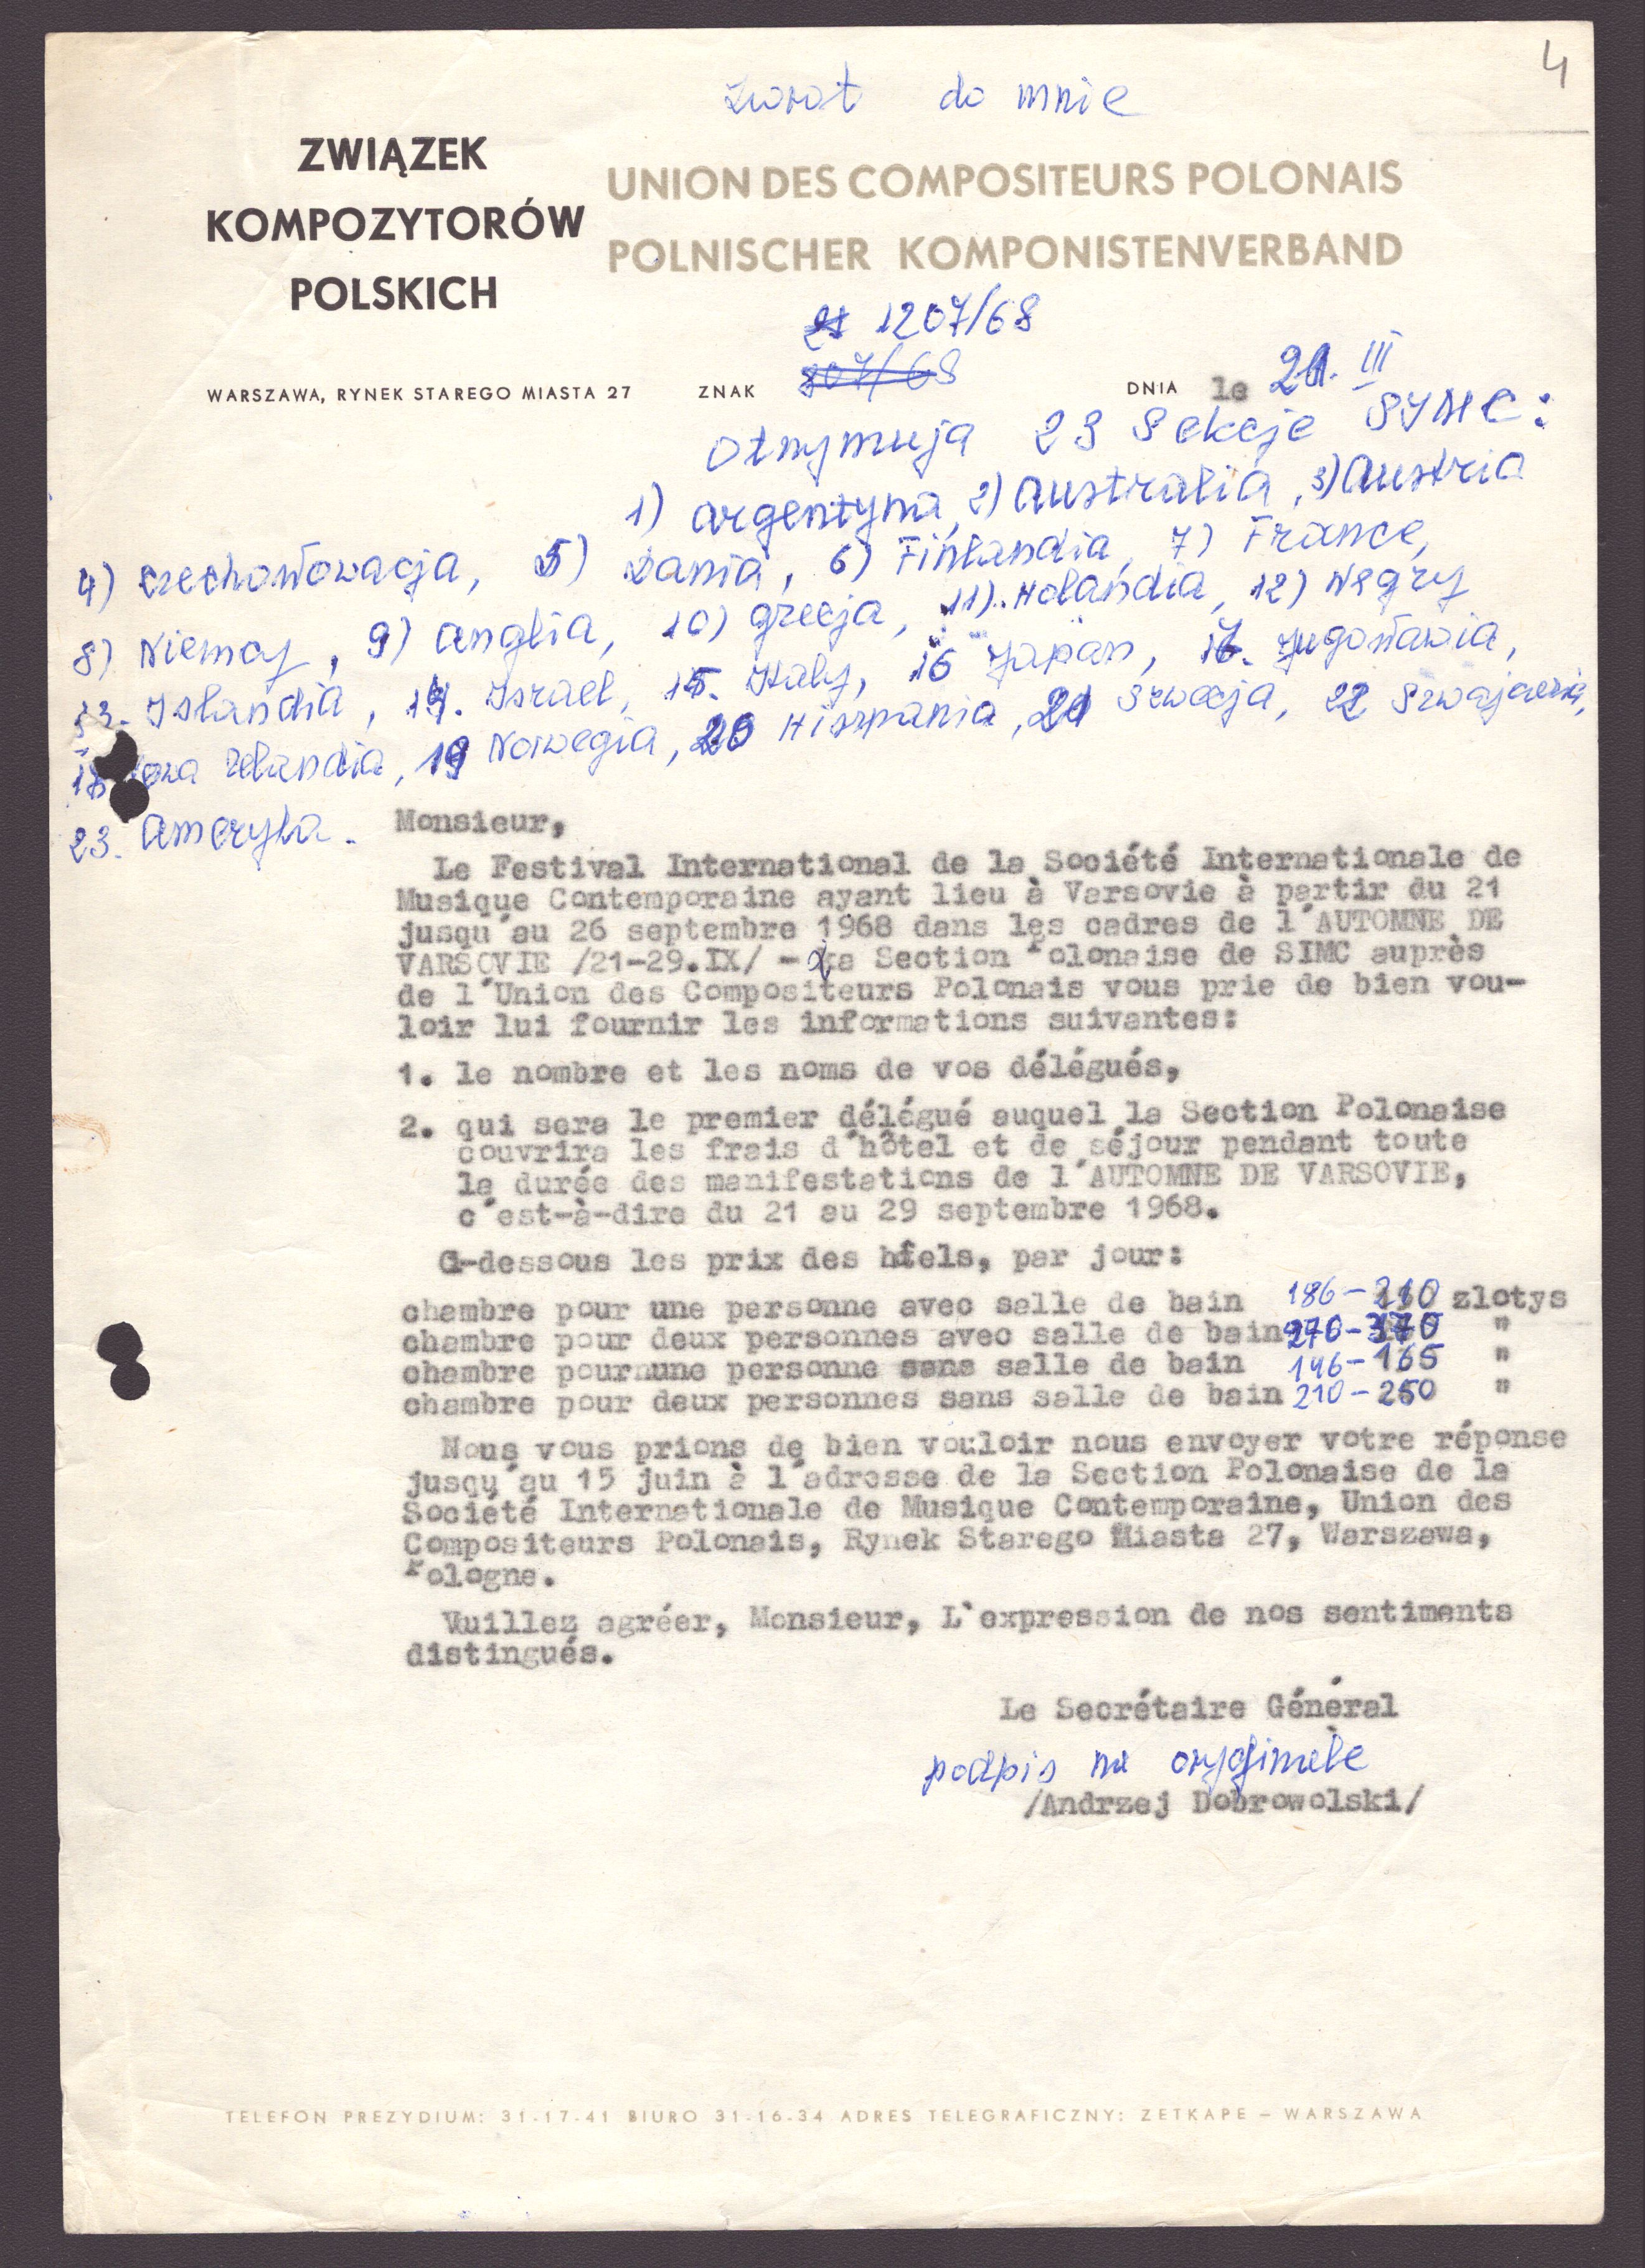 4
zwrot do mnie
ZWIĄZEK
KOMPOZYTORÓW
POLSKICH
UNION DES COMPOSITEURS POLONAIS
POLNISCHER KOMPONISTENVERBAND
1207/68
807/68
WARSZAWA, RYNEK STAREGO MIASTA 27 ZNAK DNIA le 21. III
Otrzymują 23 Sekcje SYMC:
1) Argentyna, 2) Australia, 3) Austria
4) Czechosłowacja, 5) Dania, 6) Finlandia, 7) France,
8) Niemcy, 9) Anglia, 10) Grecja, 11) Holandia, 12) Węgry
13. Islandia, 14. Israel, 15. Italy, 16 Japan, 17. Jugosławia,
18 Nowa Zelandia, 19 Norwegia, 20 Hiszpania, 21 Szwecja, 22 Szwajcaria,
23. Ameryka.
Monsieur,
Le Festival International de la Société Internationale de
Musique Contemporaine ayant lieu à Varsovie à partir du 21
jusqu'au 26 septembre 1968 dans les cadres de l'AUTOMNE DE
VARSOVIE /21-29.IX/ - la Section Polonaise de SIMC auprès
de l'Union des Compositeurs Polonais vous prie de bien vou-
loir lui fournir les informations suivantes:
1. le nombre et les noms de vos délégués,
2. qui sera le premier délégué auquel la Section Polonaise
couvrira les frais d'hôtel et de séjour pendant toute
la durée des manifestations de l'AUTOMNE DE VARSOVIE,
c'est-à-dire du 21 au 29 septembre 1968.
Ci-dessous les prix des hôtels, par jour:
chambre pour une personne avec salle de bain 186-210 zlotys
chambre pour deux personnes avec salle de bain 270-370 "
chambre pournune personne sans salle de bain 146-165 "
chambre pour deux personnes sans salle de bain 210-250 "
Nous vous prions de bien vouloir nous envoyer votre réponse
jusqu'au 15 juin à l'adresse de la Section Polonaise de la
Société Internationale de Musique Contemporaine, Union des
Compositeurs Polonais, Rynek Starego Miasta 27, Warszawa,
Pologne.
Vuillez agréer, Monsieur, L'expression de nos sentiments
distingués.
Le Secrétaire Général
podpis na oryginale
/Andrzej Dobrowolski/
TELEFON PREZYDIUM: 31-17-41 BIURO 31-16-34 ADRES TELEGRAFICZNY: ZETKAPE – WARSZAWA